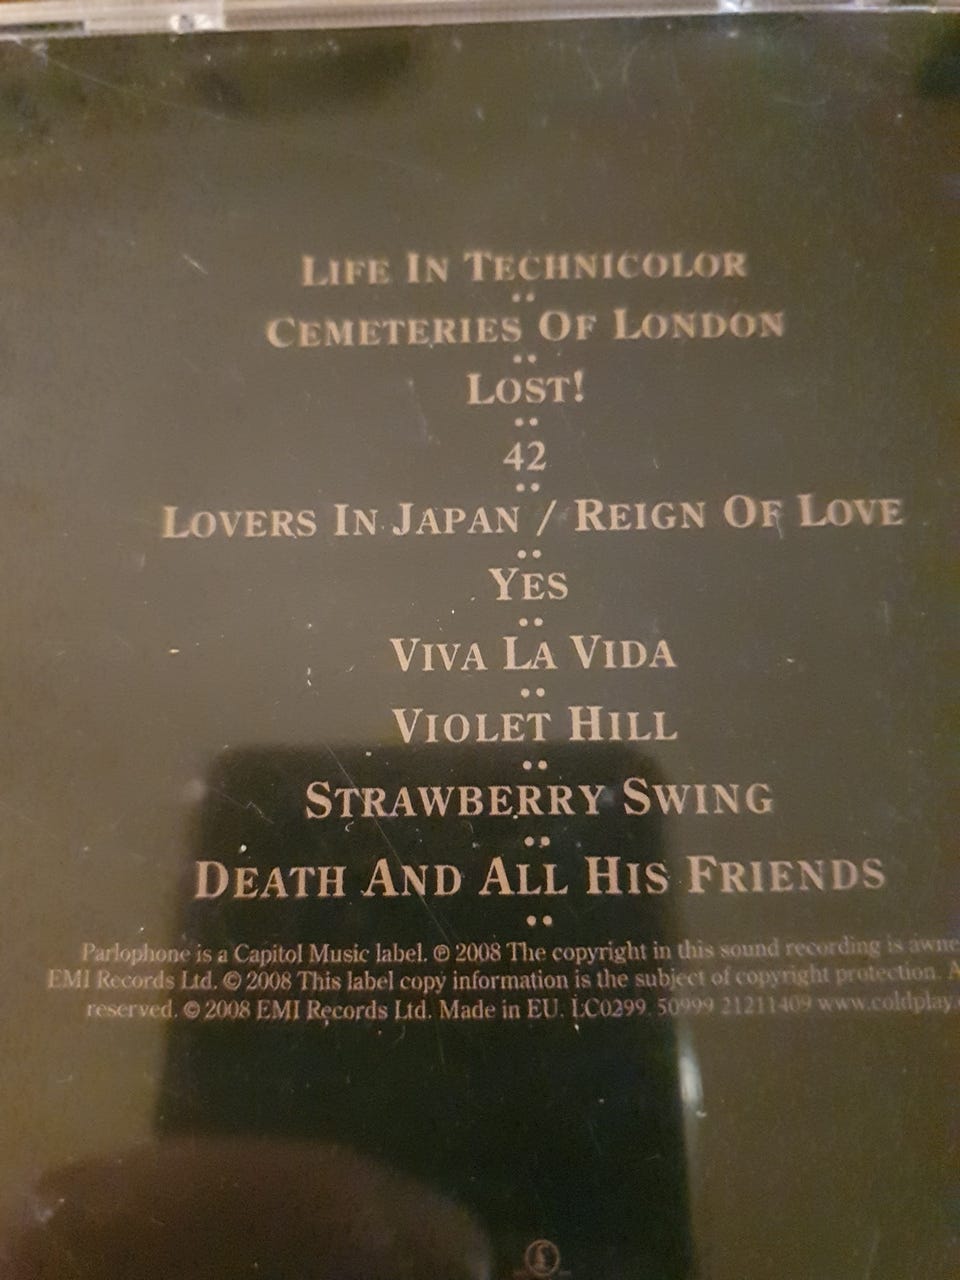 Life In Technicolor
Cemeteries Of London
Lost!
42
Lovers In Japan / Reign Of Love
Yes
Viva La Vida
Violet Hill
Strawberry Swing
Death And All His Friends
Parlophone is a Capitol Music label. ℗ 2008 The copyright in this sound recording is owne
EMI Records Ltd. © 2008 This label copy information is the subject of copyright protection. A
reserved. © 2008 EMI Records Ltd. Made in EU. LC0299. 50999 21211409 www.coldplay.